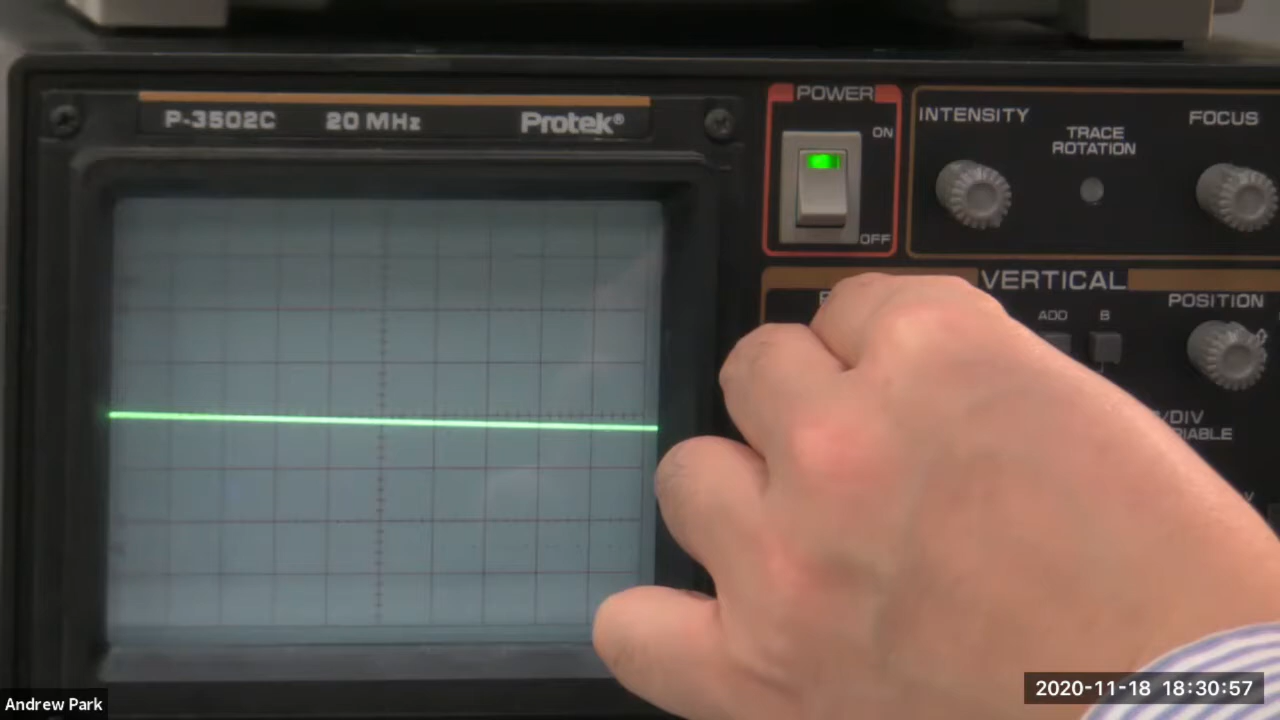 P-3502C 20 MHz Protek®
POWER
ON
OFF
INTENSITY
TRACE
ROTATION
FOCUS
VERTICAL
POSITION
ADD B
Andrew Park
2020-11-18 18:30:57